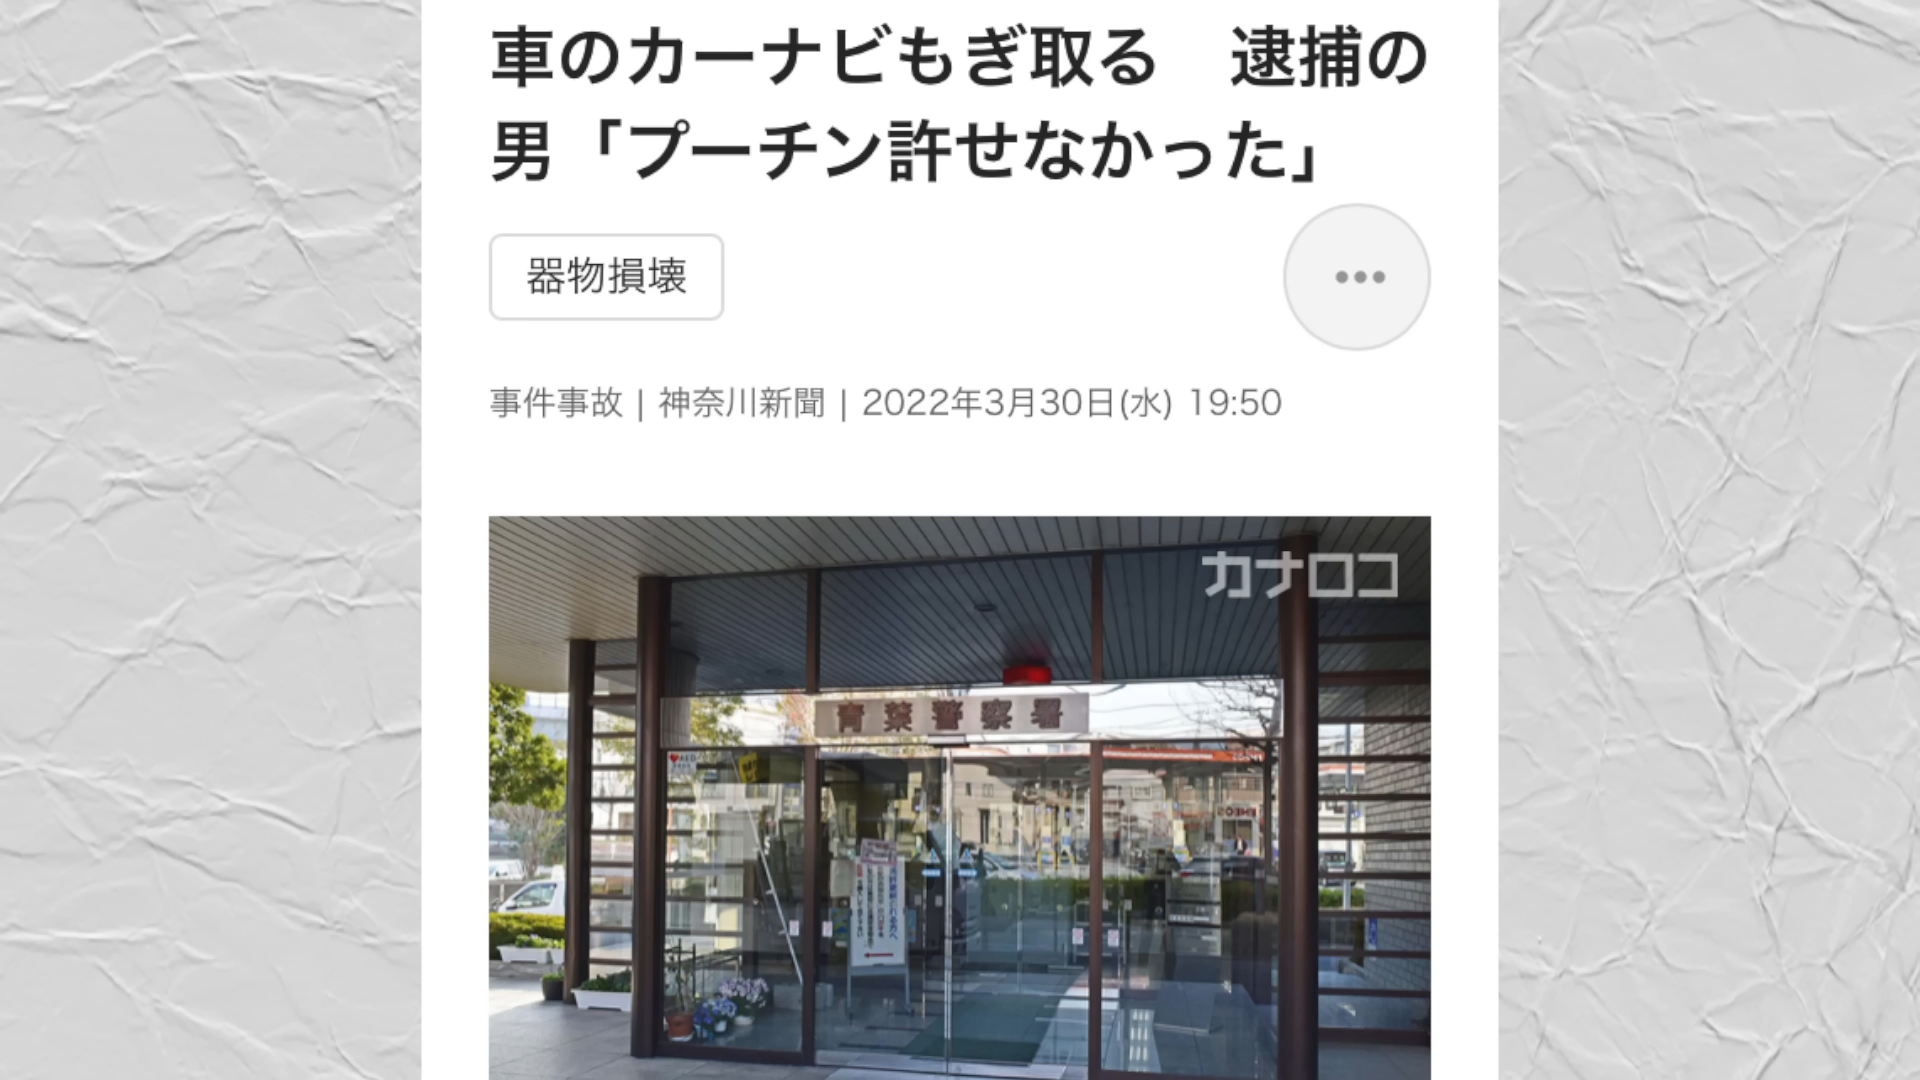 車のカーナビもぎ取る　逮捕の
男「プーチン許せなかった」
器物損壊
事件事故 | 神奈川新聞 | 2022年3月30日(水) 19:50
カナロコ
青葉警察署
AED
ENEOS